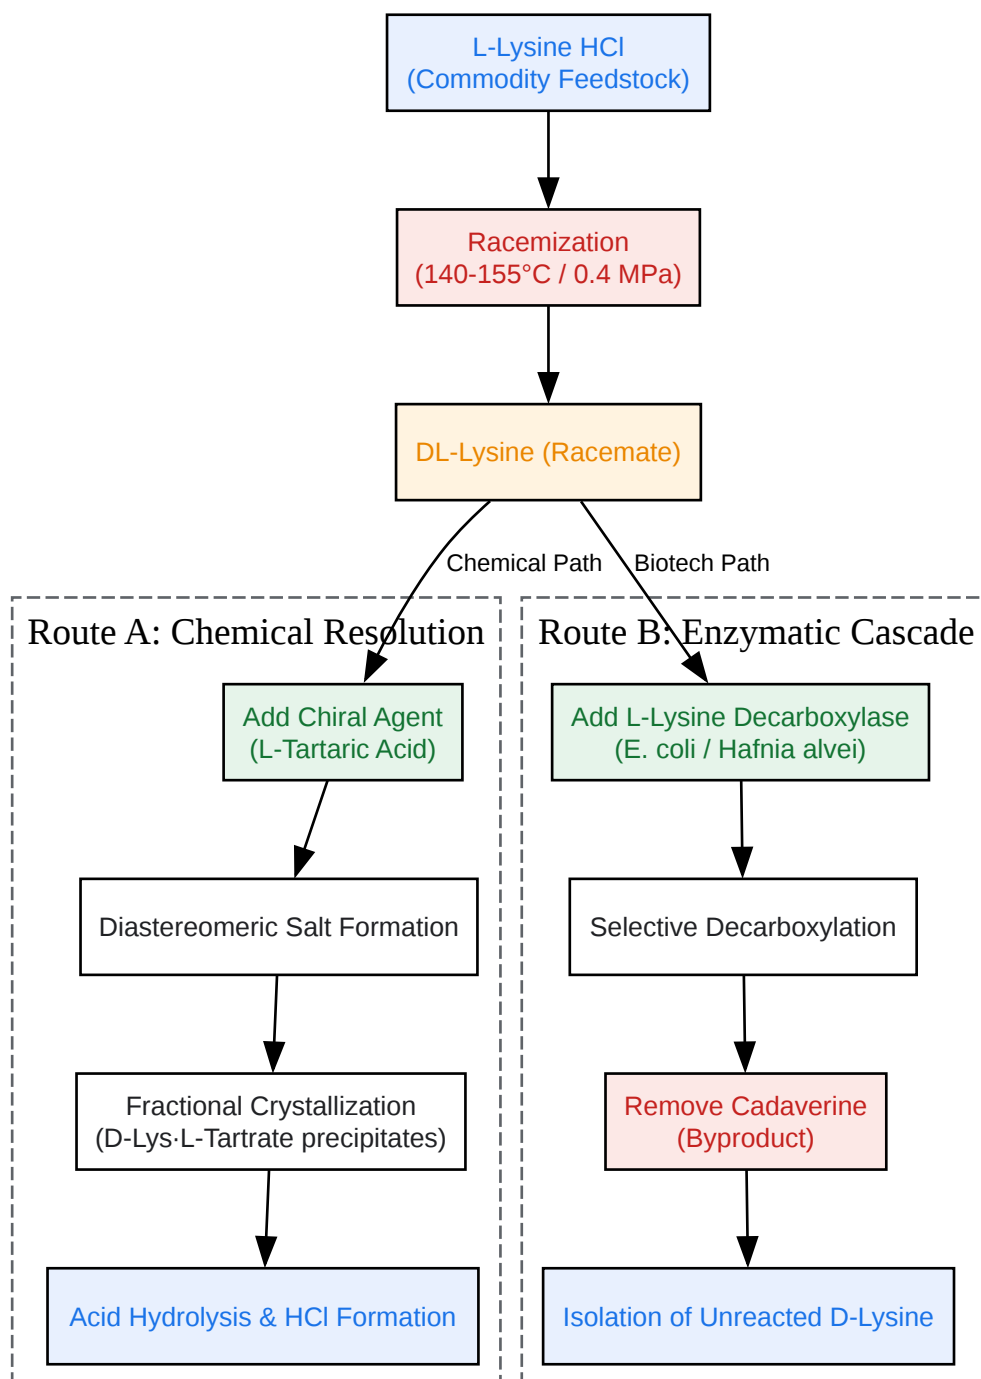 L-Lysine HCl
(Commodity Feedstock)
Racemization
(140-155°C / 0.4 MPa)
DL-Lysine (Racemate)
Chemical Path
Biotech Path
Route A: Chemical Resolution
Add Chiral Agent
(L-Tartaric Acid)
Diastereomeric Salt Formation
Fractional Crystallization
(D-Lys·L-Tartrate precipitates)
Acid Hydrolysis & HCl Formation
Route B: Enzymatic Cascade
Add L-Lysine Decarboxylase
(E. coli / Hafnia alvei)
Selective Decarboxylation
Remove Cadaverine
(Byproduct)
Isolation of Unreacted D-Lysine